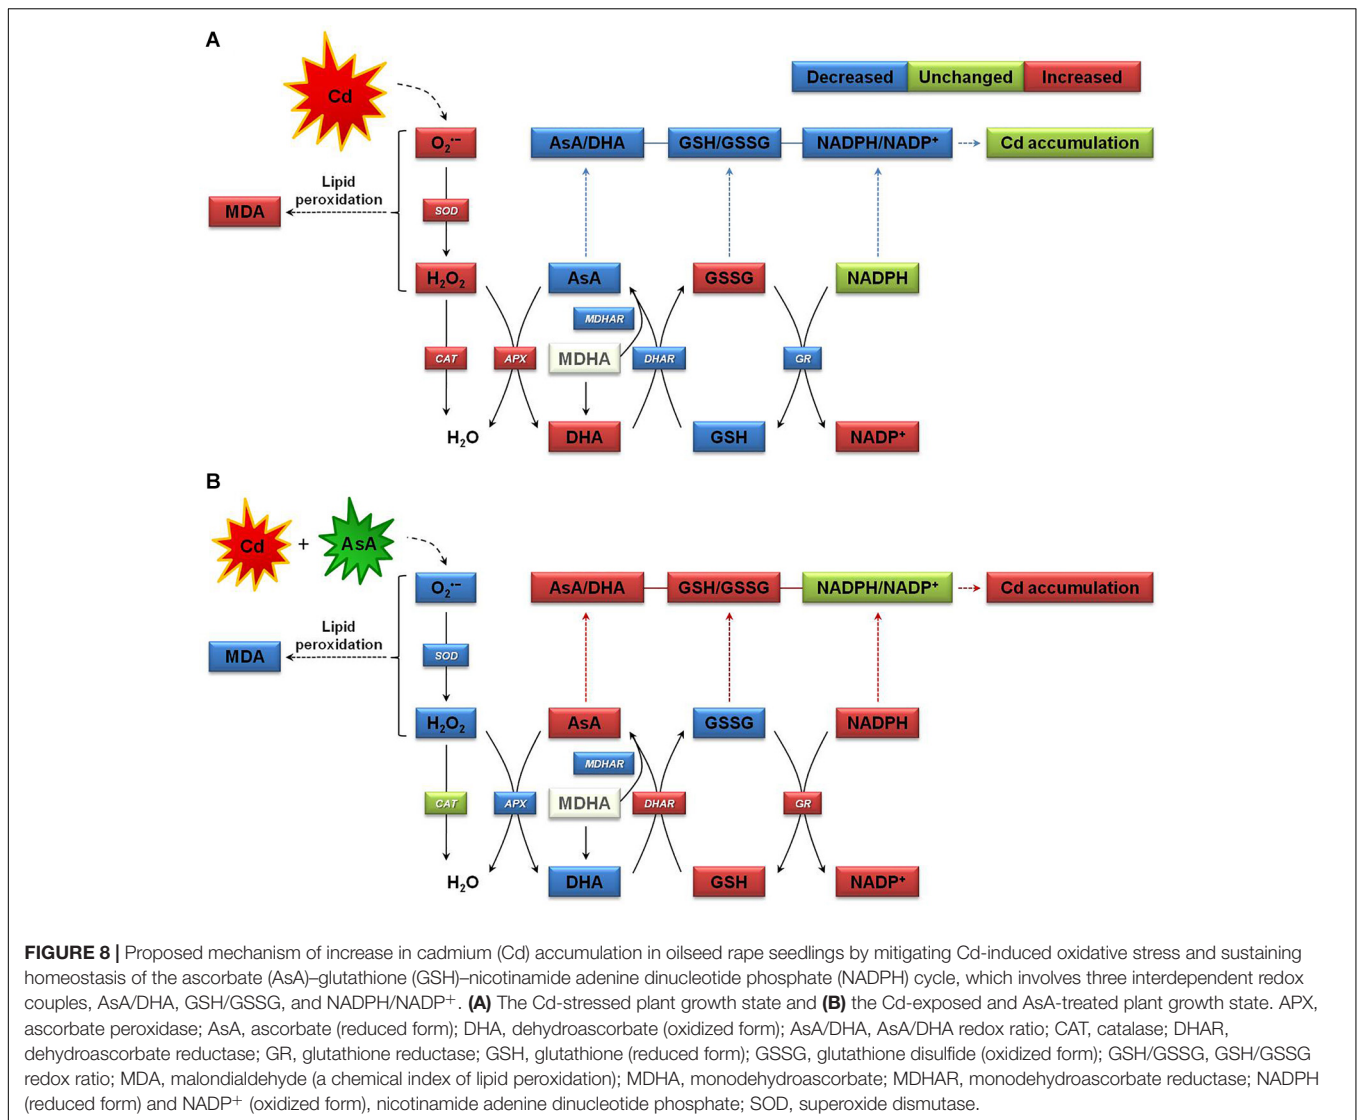 A
Cd
Decreased Unchanged Increased
O₂•− AsA/DHA GSH/GSSG NADPH/NADP⁺ Cd accumulation
Lipid
peroxidation
MDA SOD
H₂O₂ AsA GSSG NADPH
MDHAR
CAT APX MDHA DHAR GR
H₂O DHA GSH NADP⁺
B
Cd + AsA
O₂•− AsA/DHA GSH/GSSG NADPH/NADP⁺ Cd accumulation
Lipid
peroxidation
MDA SOD
H₂O₂ AsA GSSG NADPH
MDHAR
CAT APX MDHA DHAR GR
H₂O DHA GSH NADP⁺
FIGURE 8 | Proposed mechanism of increase in cadmium (Cd) accumulation in oilseed rape seedlings by mitigating Cd-induced oxidative stress and sustaining
homeostasis of the ascorbate (AsA)–glutathione (GSH)–nicotinamide adenine dinucleotide phosphate (NADPH) cycle, which involves three interdependent redox
couples, AsA/DHA, GSH/GSSG, and NADPH/NADP+. (A) The Cd-stressed plant growth state and (B) the Cd-exposed and AsA-treated plant growth state. APX,
ascorbate peroxidase; AsA, ascorbate (reduced form); DHA, dehydroascorbate (oxidized form); AsA/DHA, AsA/DHA redox ratio; CAT, catalase; DHAR,
dehydroascorbate reductase; GR, glutathione reductase; GSH, glutathione (reduced form); GSSG, glutathione disulfide (oxidized form); GSH/GSSG, GSH/GSSG
redox ratio; MDA, malondialdehyde (a chemical index of lipid peroxidation); MDHA, monodehydroascorbate; MDHAR, monodehydroascorbate reductase; NADPH
(reduced form) and NADP+ (oxidized form), nicotinamide adenine dinucleotide phosphate; SOD, superoxide dismutase.